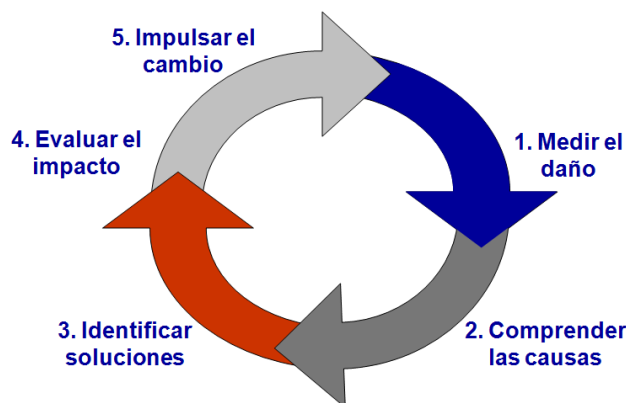 5. Impulsar el
cambio
1. Medir el
daño
2. Comprender
las causas
3. Identificar
soluciones
4. Evaluar el
impacto